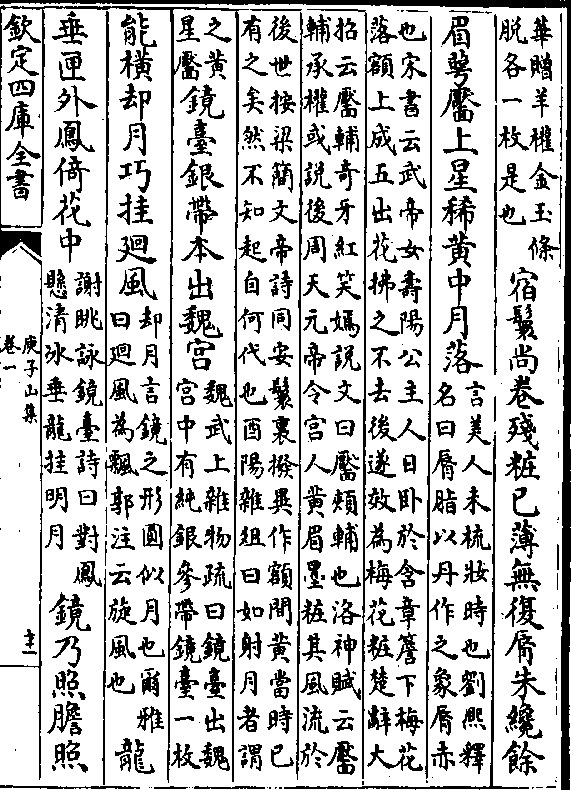 華贈羊權金玉條
脫各一枚是也
宿鬟尚卷殘粧已薄無復脣朱纔餘
眉蕚靨上星稀黄中月落
言美人未梳妝時也劉熙釋
名曰脣脂以丹作之象脣赤
也宋書云武帝女壽陽公主人日卧於含章簷下梅花
落額上成五出花拂之不去後遂效為梅花粧楚辭大
招云靨輔奇牙紅笑嫣說文曰靨頰輔也洛神賦云靨
輔承權或説後周天元帝令宫人黄眉墨粧其風流於
後世按梁簡文帝詩同安鬟裏撥異作額間黄當時已
有之矣然不知起自何代也酉陽雜俎曰如射月者謂
之黄
星靨
鏡臺銀帶本出魏宫
魏武上雜物疏曰鏡臺出魏
宫中有純銀參帶鏡臺一枚
能横却月巧挂廻風
却月言鏡之形圓似月也爾雅
曰廻風為飄郭注云旋風也
龍
垂匣外鳳倚花中
謝眺詠鏡臺詩曰對鳳
懸清冰垂龍挂明月
鏡乃照膽照
欽定四庫全書
庾子山集
卷一